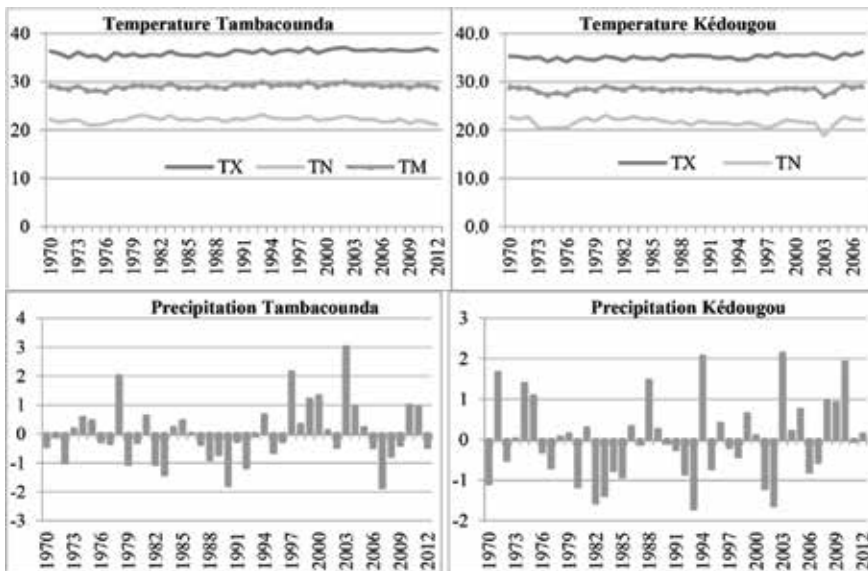 Temperature Tambacounda
40
30
20
10
0
TX TN TM
1970 1973 1976 1979 1982 1985 1988 1991 1994 1997 2000 2003 2006 2009 2012
Temperature Kédougou
40.0
30.0
20.0
10.0
0.0
TX TN
1970 1973 1976 1979 1982 1985 1988 1991 1994 1997 2000 2003 2006
Precipitation Tambacounda
4
3
2
1
0
-1
-2
-3
1970 1973 1976 1979 1982 1985 1988 1991 1994 1997 2000 2003 2006 2009 2012
Precipitation Kédougou
3
2
1
0
-1
-2
1970 1973 1976 1979 1982 1985 1988 1991 1994 1997 2000 2003 2006 2009 2012